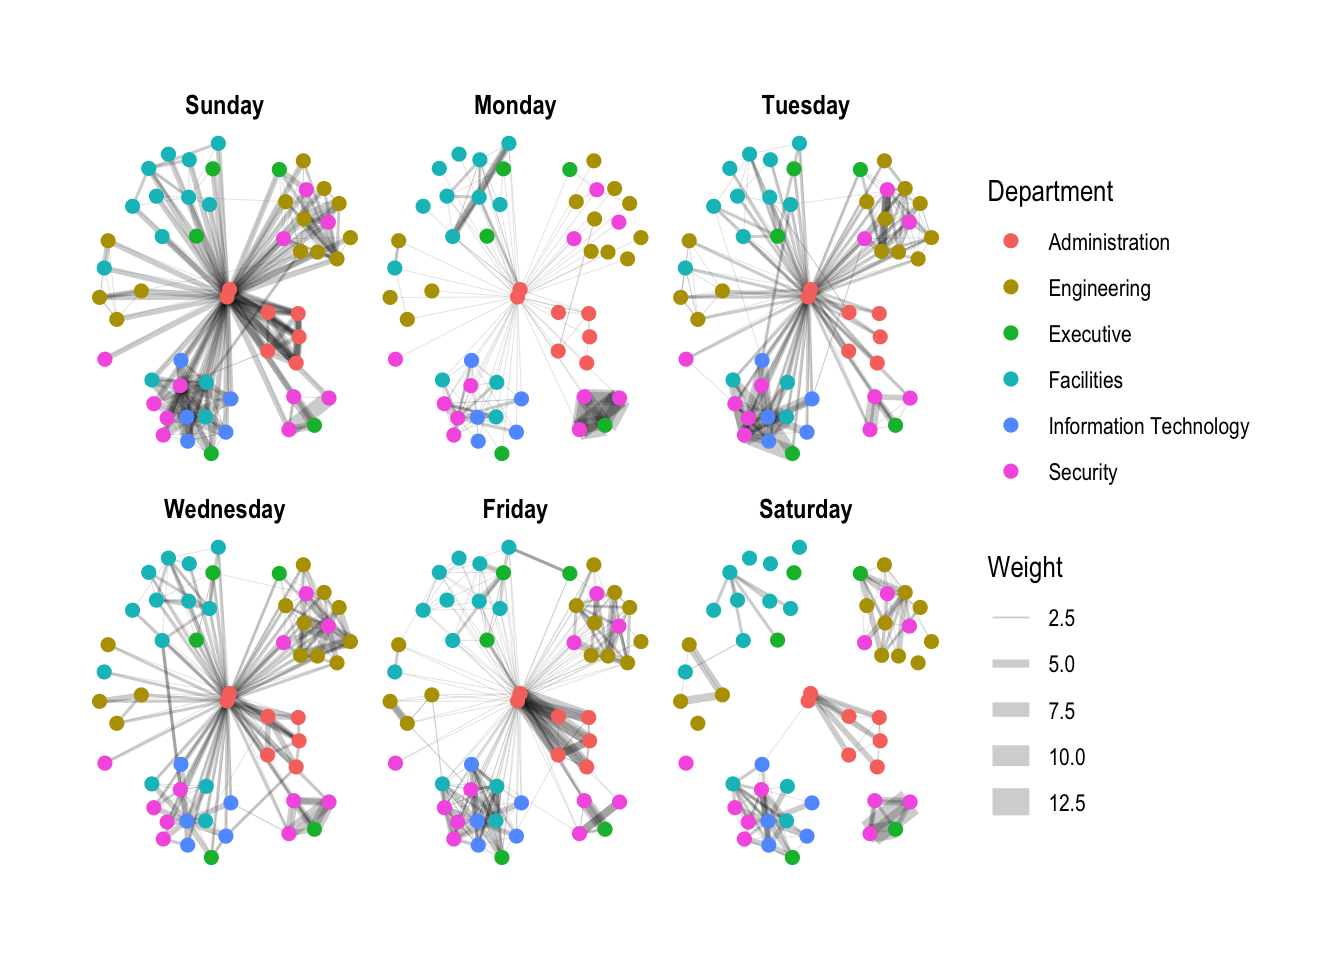 Sunday
Monday
Tuesday
Wednesday
Friday
Saturday
Department
Administration
Engineering
Executive
Facilities
Information Technology
Security
Weight
2.5
5.0
7.5
10.0
12.5